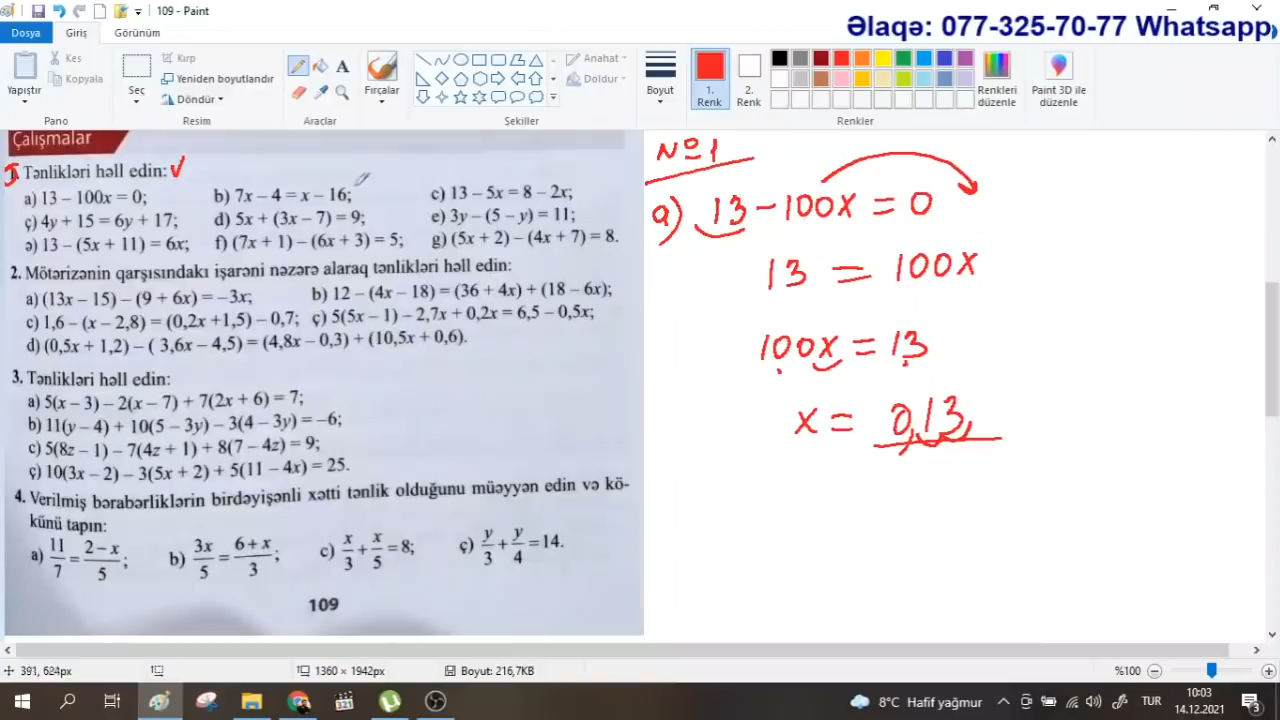 109 - Paint
Əlaqə: 077-325-70-77 Whatsapp
Dosya Giriş Görünüm
Yapıştır
Kes
Kopyala
Pano
Seç
Kırp
Yeniden boyutlandır
Döndür
Resim
A
Araçlar
Fırçalar
Anahat
Doldur
Şekiller
Boyut
1. Renk
2. Renk
Renkleri düzenle
Paint 3D ile düzenle
Renkler
Çalışmalar
1. Tənlikləri həll edin:
a) 13 – 100x = 0; b) 7x – 4 = x – 16; c) 13 – 5x = 8 – 2x;
ç) 4y + 15 = 6y + 17; d) 5x + (3x – 7) = 9; e) 3y – (5 – y) = 11;
ə) 13 – (5x + 11) = 6x; f) (7x + 1) – (6x + 3) = 5; g) (5x + 2) – (4x + 7) = 8.
2. Mötərizənin qarşısındakı işarəni nəzərə alaraq tənlikləri həll edin:
a) (13x – 15) – (9 + 6x) = –3x; b) 12 – (4x – 18) = (36 + 4x) + (18 – 6x);
c) 1,6 – (x – 2,8) = (0,2x +1,5) – 0,7; ç) 5(5x – 1) – 2,7x + 0,2x = 6,5 – 0,5x;
d) (0,5x + 1,2) – ( 3,6x – 4,5) = (4,8x – 0,3) + (10,5x + 0,6).
3. Tənlikləri həll edin:
a) 5(x – 3) – 2(x – 7) + 7(2x + 6) = 7;
b) 11(y – 4) + 10(5 – 3y) – 3(4 – 3y) = –6;
c) 5(8z – 1) – 7(4z + 1) + 8(7 – 4z) = 9;
ç) 10(3x – 2) – 3(5x + 2) + 5(11 – 4x) = 25.
4. Verilmiş bərabərliklərin birdəyişənli xətti tənlik olduğunu müəyyən edin və kö-
künü tapın:
a) 11/7 = 2–x/5; b) 3x/5 = 6+x/3; c) x/3 + x/5 = 8; ç) y/3 + y/4 = 14.
109
№1
a) 13 – 100x = 0
13 = 100x
100x = 13
x = 0,13,
391, 624px
1360 × 1942px
Boyut: 216,7KB
%100
8°C Hafif yağmur
TUR
10:03
14.12.2021
3